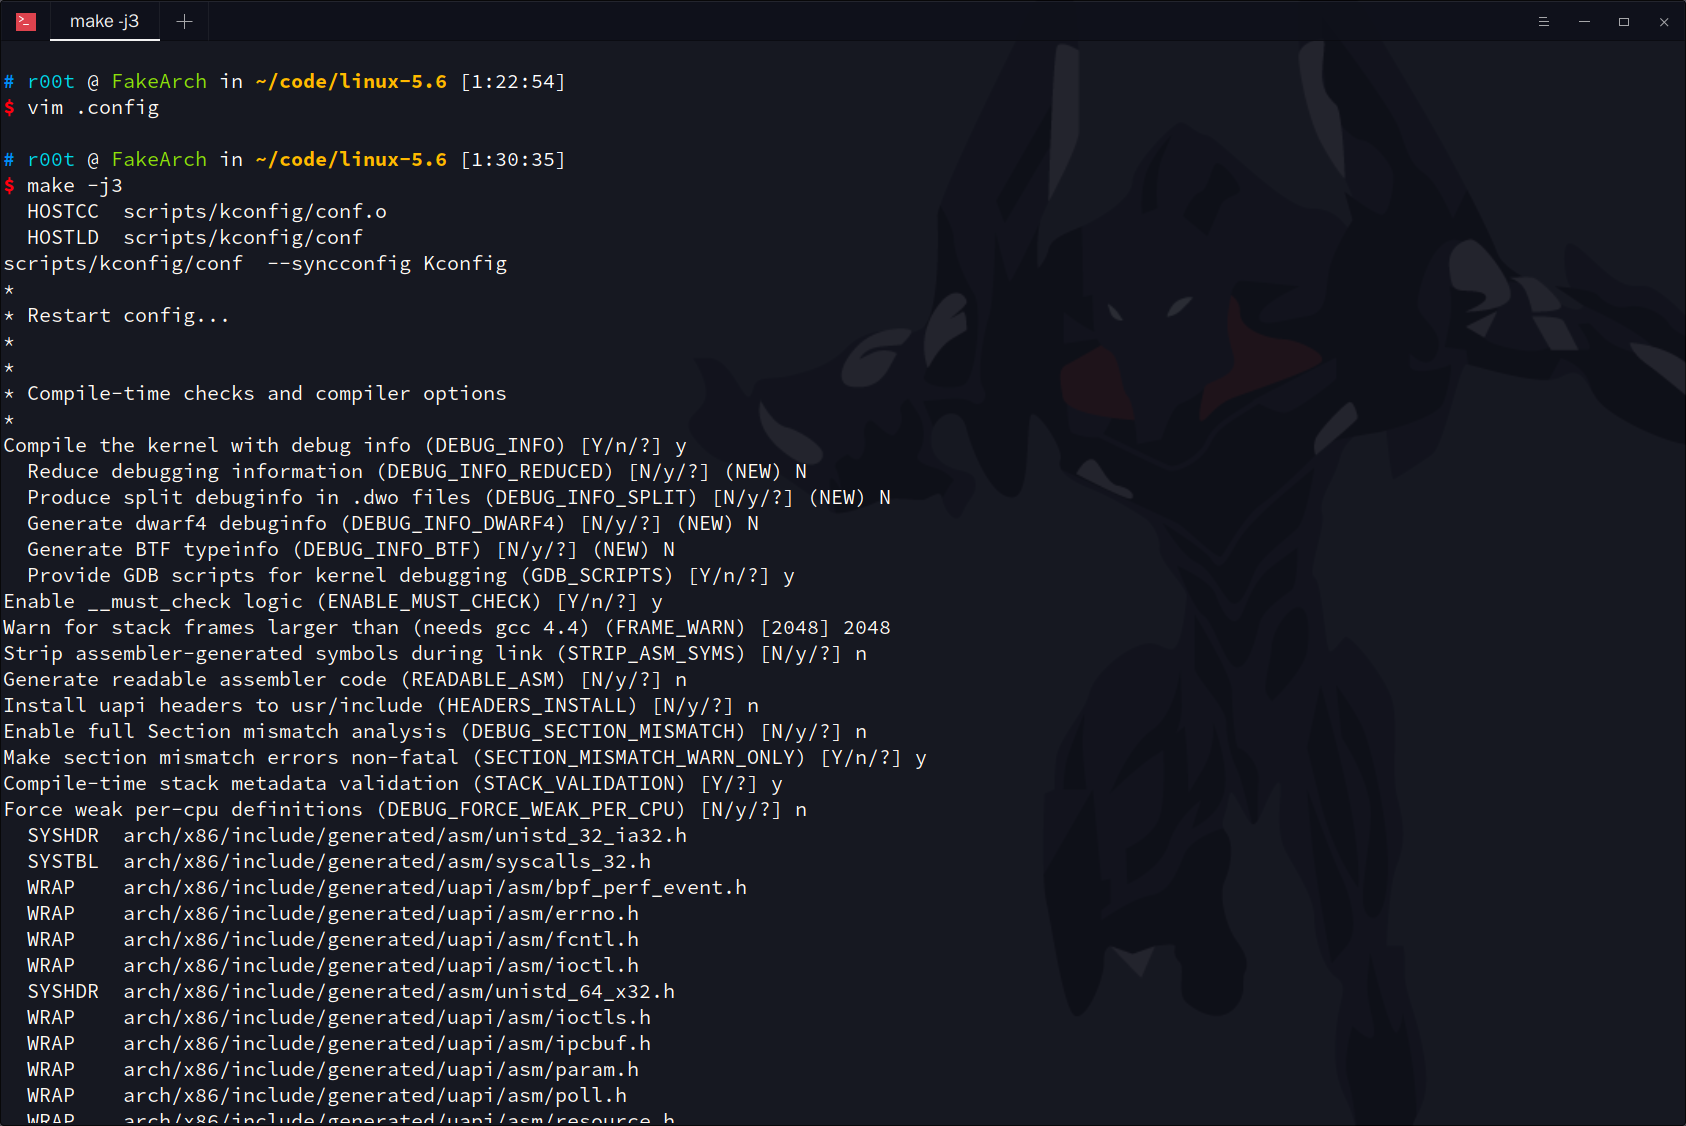 make -j3
# r00t @ FakeArch in ~/code/linux-5.6 [1:22:54]
$ vim .config
# r00t @ FakeArch in ~/code/linux-5.6 [1:30:35]
$ make -j3
  HOSTCC  scripts/kconfig/conf.o
  HOSTLD  scripts/kconfig/conf
scripts/kconfig/conf  --syncconfig Kconfig
*
* Restart config...
*
*
* Compile-time checks and compiler options
*
Compile the kernel with debug info (DEBUG_INFO) [Y/n/?] y
  Reduce debugging information (DEBUG_INFO_REDUCED) [N/y/?] (NEW) N
  Produce split debuginfo in .dwo files (DEBUG_INFO_SPLIT) [N/y/?] (NEW) N
  Generate dwarf4 debuginfo (DEBUG_INFO_DWARF4) [N/y/?] (NEW) N
  Generate BTF typeinfo (DEBUG_INFO_BTF) [N/y/?] (NEW) N
  Provide GDB scripts for kernel debugging (GDB_SCRIPTS) [Y/n/?] y
Enable __must_check logic (ENABLE_MUST_CHECK) [Y/n/?] y
Warn for stack frames larger than (needs gcc 4.4) (FRAME_WARN) [2048] 2048
Strip assembler-generated symbols during link (STRIP_ASM_SYMS) [N/y/?] n
Generate readable assembler code (READABLE_ASM) [N/y/?] n
Install uapi headers to usr/include (HEADERS_INSTALL) [N/y/?] n
Enable full Section mismatch analysis (DEBUG_SECTION_MISMATCH) [N/y/?] n
Make section mismatch errors non-fatal (SECTION_MISMATCH_WARN_ONLY) [Y/n/?] y
Compile-time stack metadata validation (STACK_VALIDATION) [Y/?] y
Force weak per-cpu definitions (DEBUG_FORCE_WEAK_PER_CPU) [N/y/?] n
  SYSHDR  arch/x86/include/generated/asm/unistd_32_ia32.h
  SYSTBL  arch/x86/include/generated/asm/syscalls_32.h
  WRAP    arch/x86/include/generated/uapi/asm/bpf_perf_event.h
  WRAP    arch/x86/include/generated/uapi/asm/errno.h
  WRAP    arch/x86/include/generated/uapi/asm/fcntl.h
  WRAP    arch/x86/include/generated/uapi/asm/ioctl.h
  SYSHDR  arch/x86/include/generated/asm/unistd_64_x32.h
  WRAP    arch/x86/include/generated/uapi/asm/ioctls.h
  WRAP    arch/x86/include/generated/uapi/asm/ipcbuf.h
  WRAP    arch/x86/include/generated/uapi/asm/param.h
  WRAP    arch/x86/include/generated/uapi/asm/poll.h
  WRAP    arch/x86/include/generated/uapi/asm/resource.h